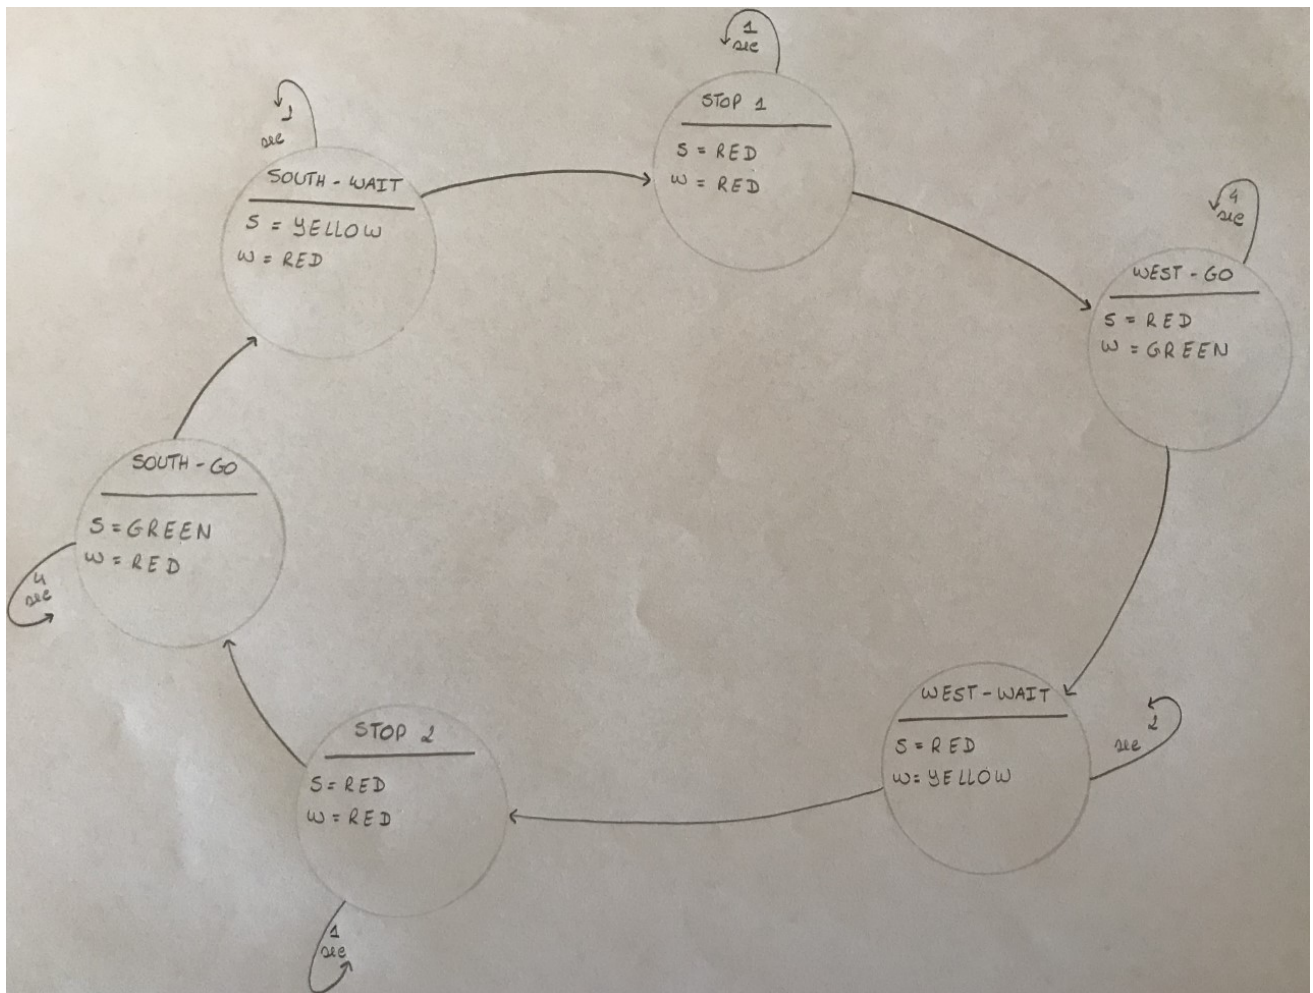 1
sec
STOP 1
S = RED
W = RED
sec
SOUTH - WAIT
S = YELLOW
W = RED
4
sec
WEST - GO
S = RED
W = GREEN
SOUTH - GO
S = GREEN
W = RED
4
sec
WEST - WAIT
S = RED
W = YELLOW
2
sec
STOP 2
S = RED
W = RED
1
sec